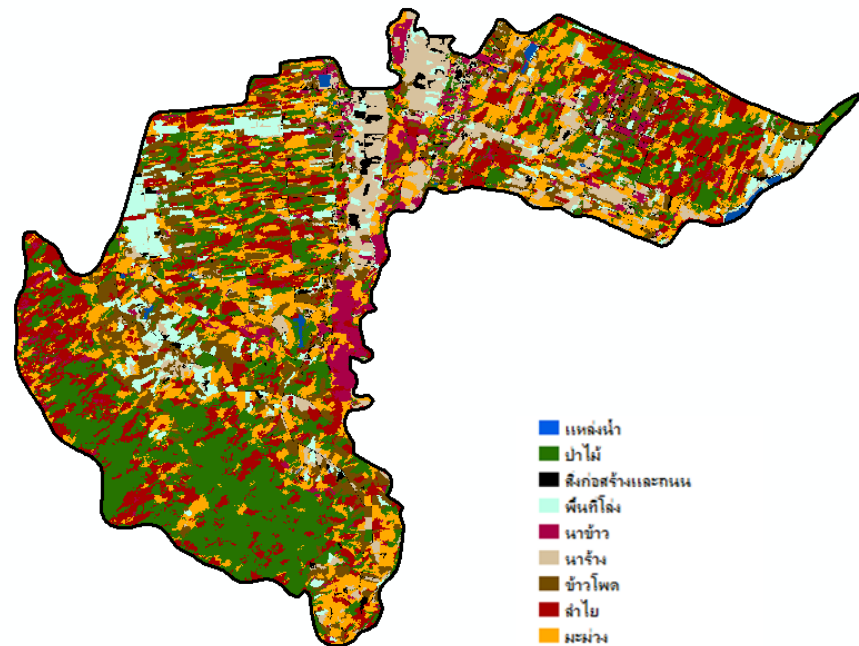 แหล่งน้ำ
ป่าไม้
สิ่งก่อสร้างและถนน
พื้นที่โล่ง
นาข้าว
นาร้าง
ข้าวโพด
ลำไย
มะม่วง